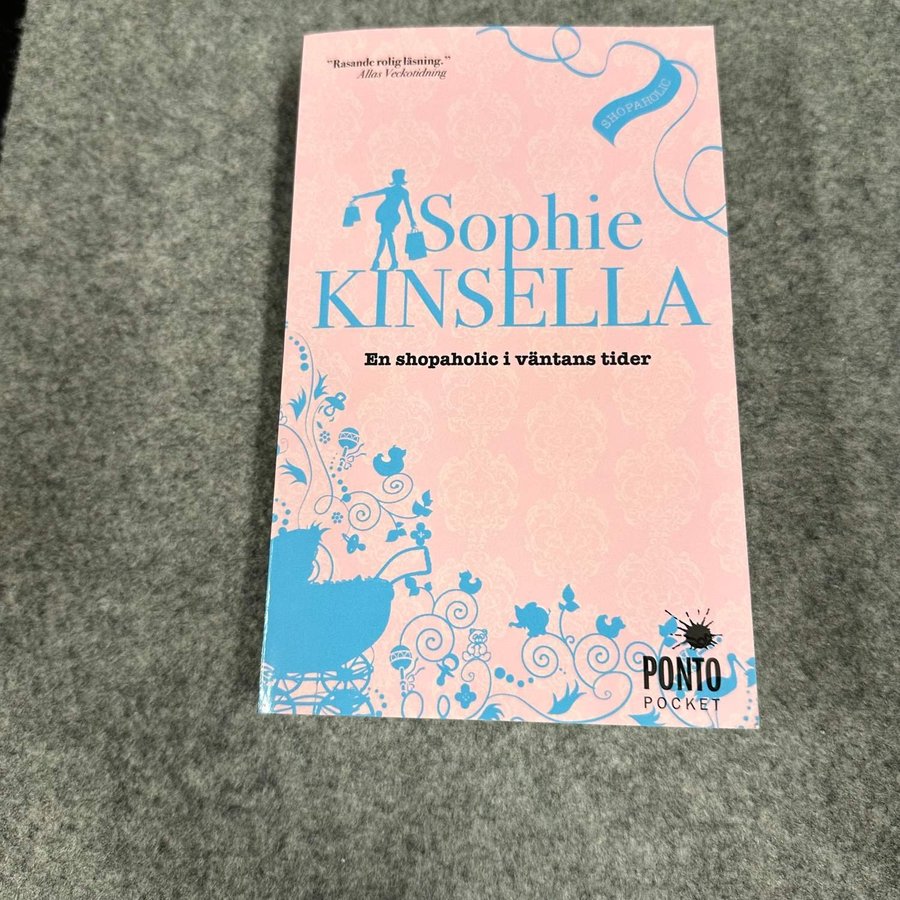 “Rasande rolig läsning.”
Allas Veckotidning
SHOPAHOLIC
Sophie
KINSELLA
En shopaholic i väntans tider
PONTO
POCKET